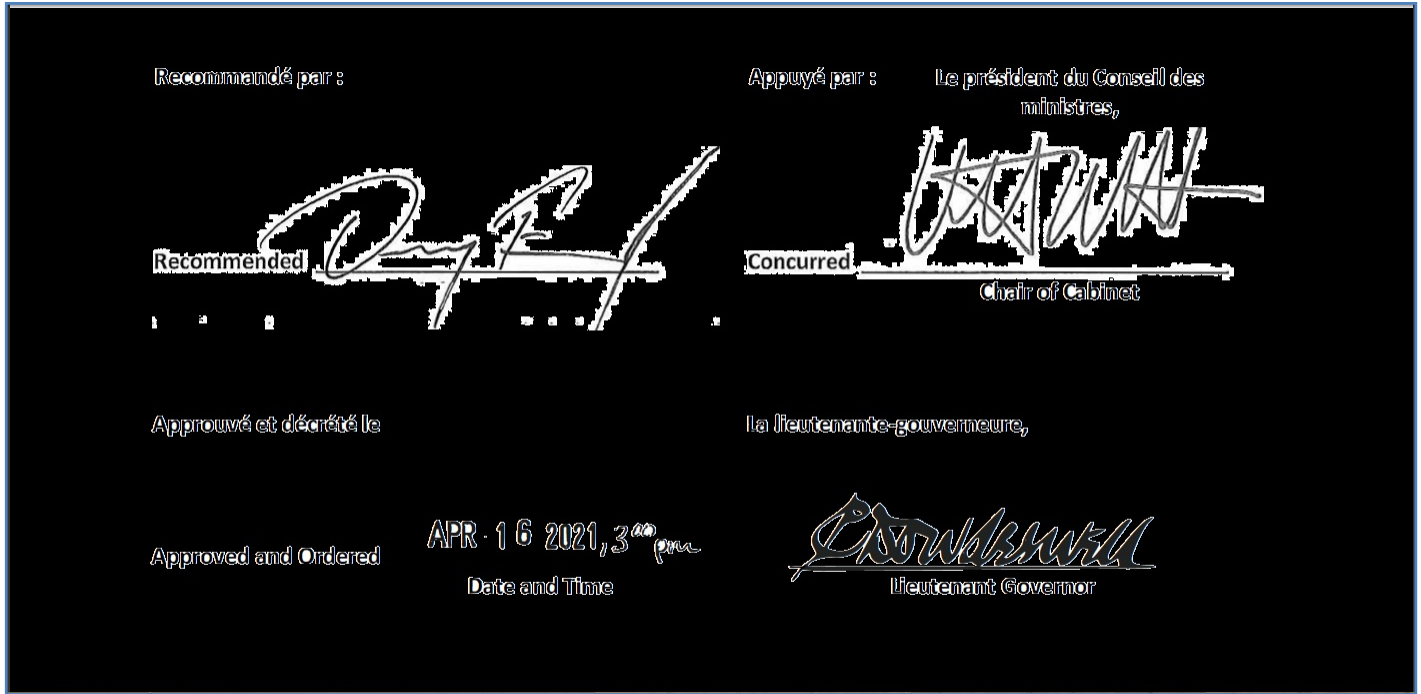 Recommandé par :
Appuyé par : Le président du Conseil des
ministres,
Recommended
Concurred
Chair of Cabinet
Approuvé et décrété le
La lieutenante-gouverneure,
Approved and Ordered
APR 16 2021, 3 00 pm
Date and Time
Lieutenant Governor